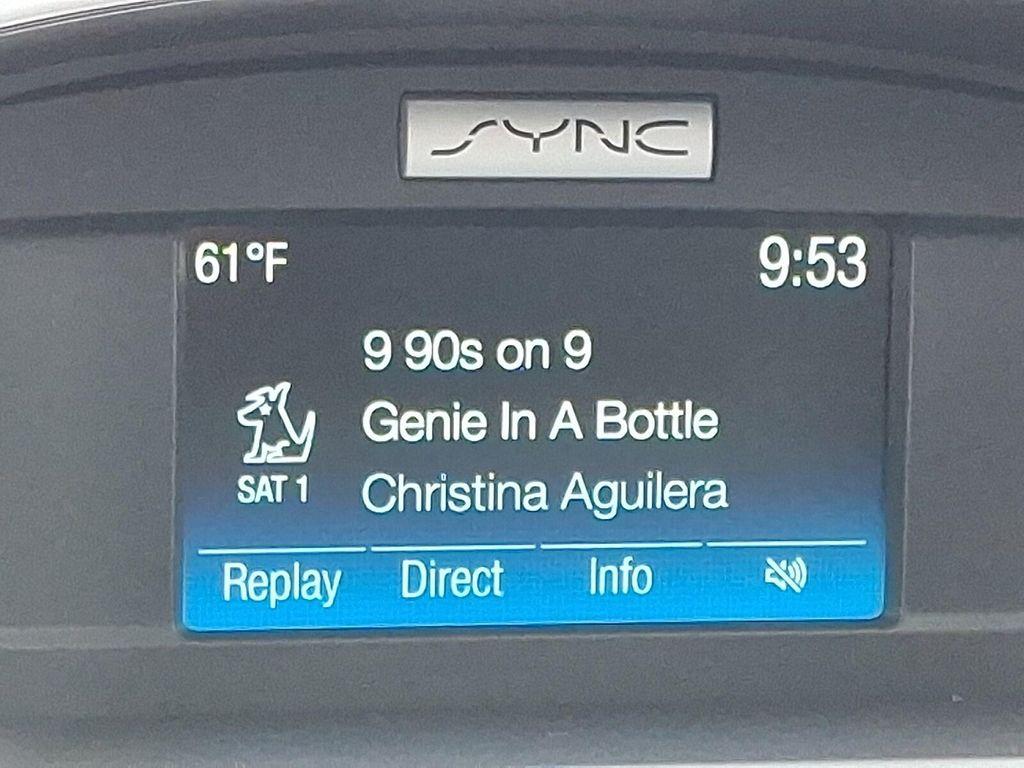 SYNC
61°F 9:53
9 90s on 9
Genie In A Bottle
SAT 1
Christina Aguilera
Replay Direct Info